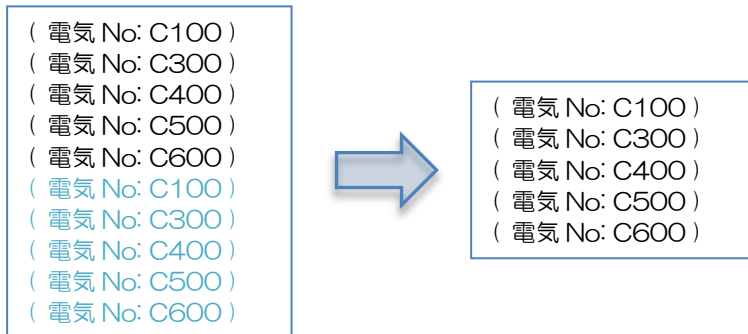 ( 電気 No: C100 )
( 電気 No: C300 )
( 電気 No: C400 )
( 電気 No: C500 )
( 電気 No: C600 )
( 電気 No: C100 )
( 電気 No: C300 )
( 電気 No: C400 )
( 電気 No: C500 )
( 電気 No: C600 )
( 電気 No: C100 )
( 電気 No: C300 )
( 電気 No: C400 )
( 電気 No: C500 )
( 電気 No: C600 )